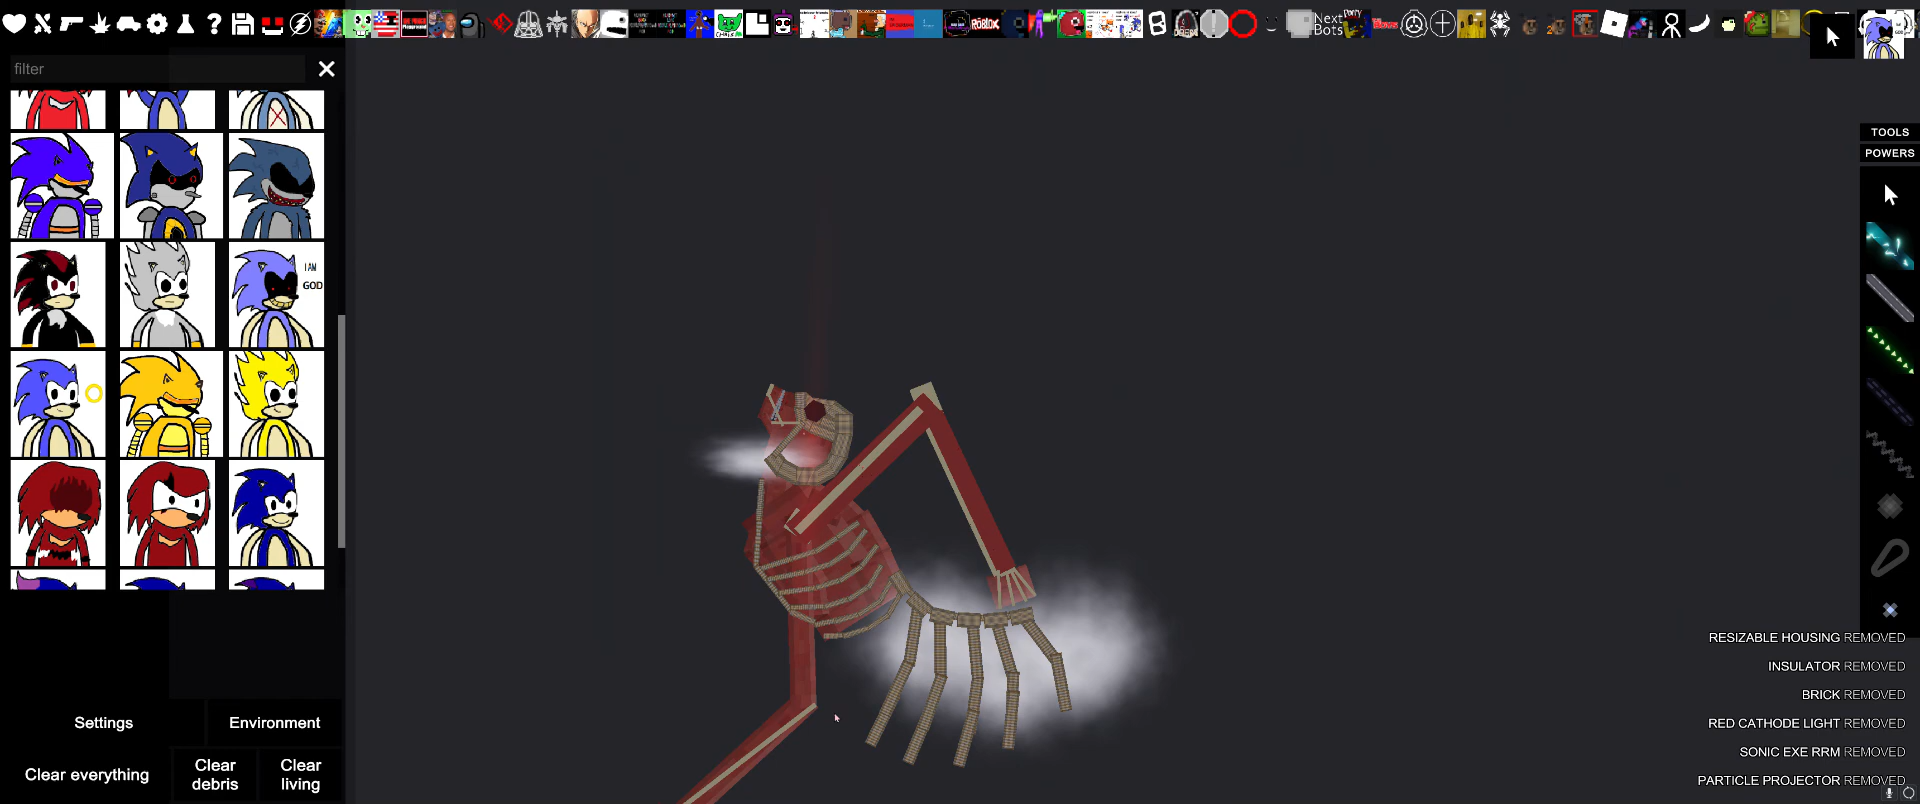 ROBLOX
Next
Bots
filter
TOOLS
POWERS
I AM
GOD
RESIZABLE HOUSING REMOVED
INSULATOR REMOVED
BRICK REMOVED
RED CATHODE LIGHT REMOVED
SONIC EXE RRM REMOVED
PARTICLE PROJECTOR REMOVED
Settings
Environment
Clear everything
Clear
debris
Clear
living